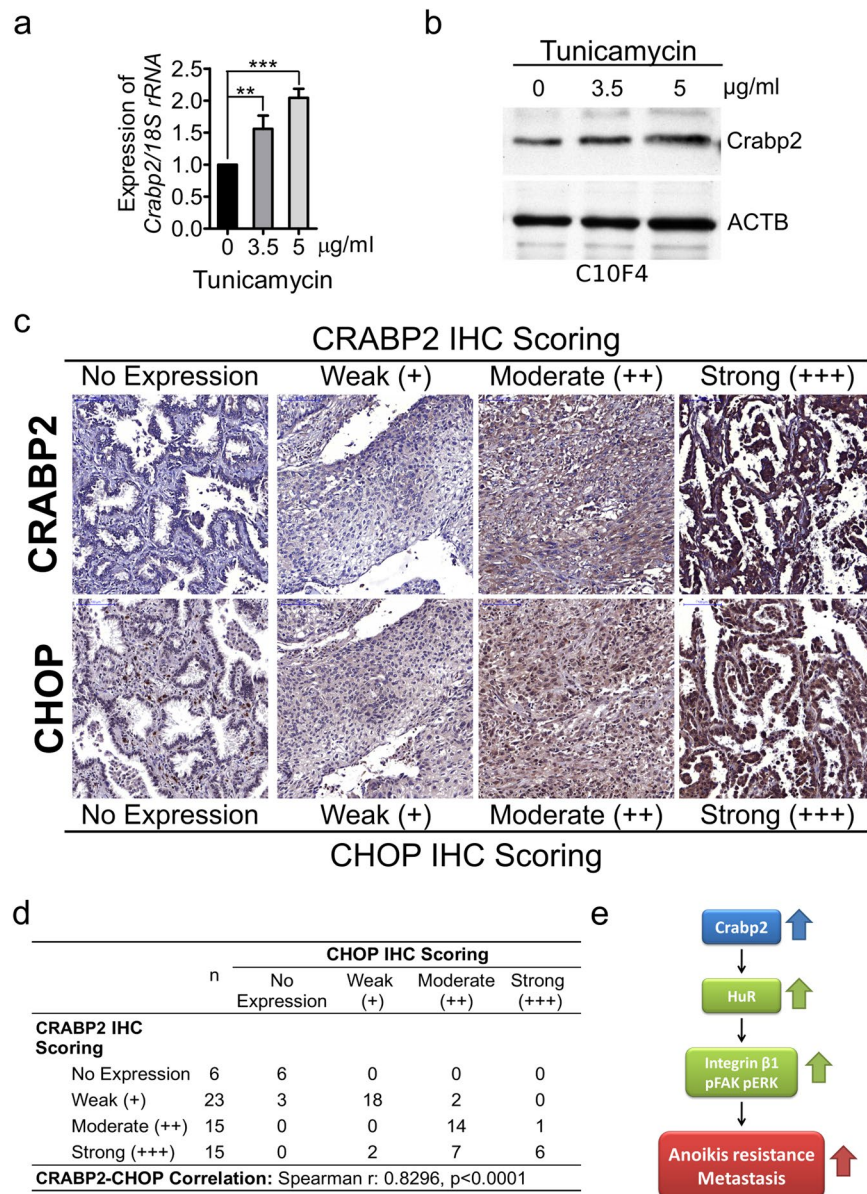 a
Expression of
Crabp2/18S rRNA
2.5
2.0
1.5
1.0
0.5
0.0
***
**
0 3.5 5 μg/ml
Tunicamycin
b
Tunicamycin
0 3.5 5 μg/ml
Crabp2
ACTB
C10F4
c
CRABP2 IHC Scoring
No Expression Weak (+) Moderate (++) Strong (+++)
CRABP2
CHOP
No Expression Weak (+) Moderate (++) Strong (+++)
CHOP IHC Scoring
d
CHOP IHC Scoring
n No Expression Weak (+) Moderate (++) Strong (+++)
CRABP2 IHC
Scoring
No Expression 6 6 0 0 0
Weak (+) 23 3 18 2 0
Moderate (++) 15 0 0 14 1
Strong (+++) 15 0 2 7 6
CRABP2-CHOP Correlation: Spearman r: 0.8296, p<0.0001
e
Crabp2
HuR
Integrin β1
pFAK pERK
Anoikis resistance
Metastasis